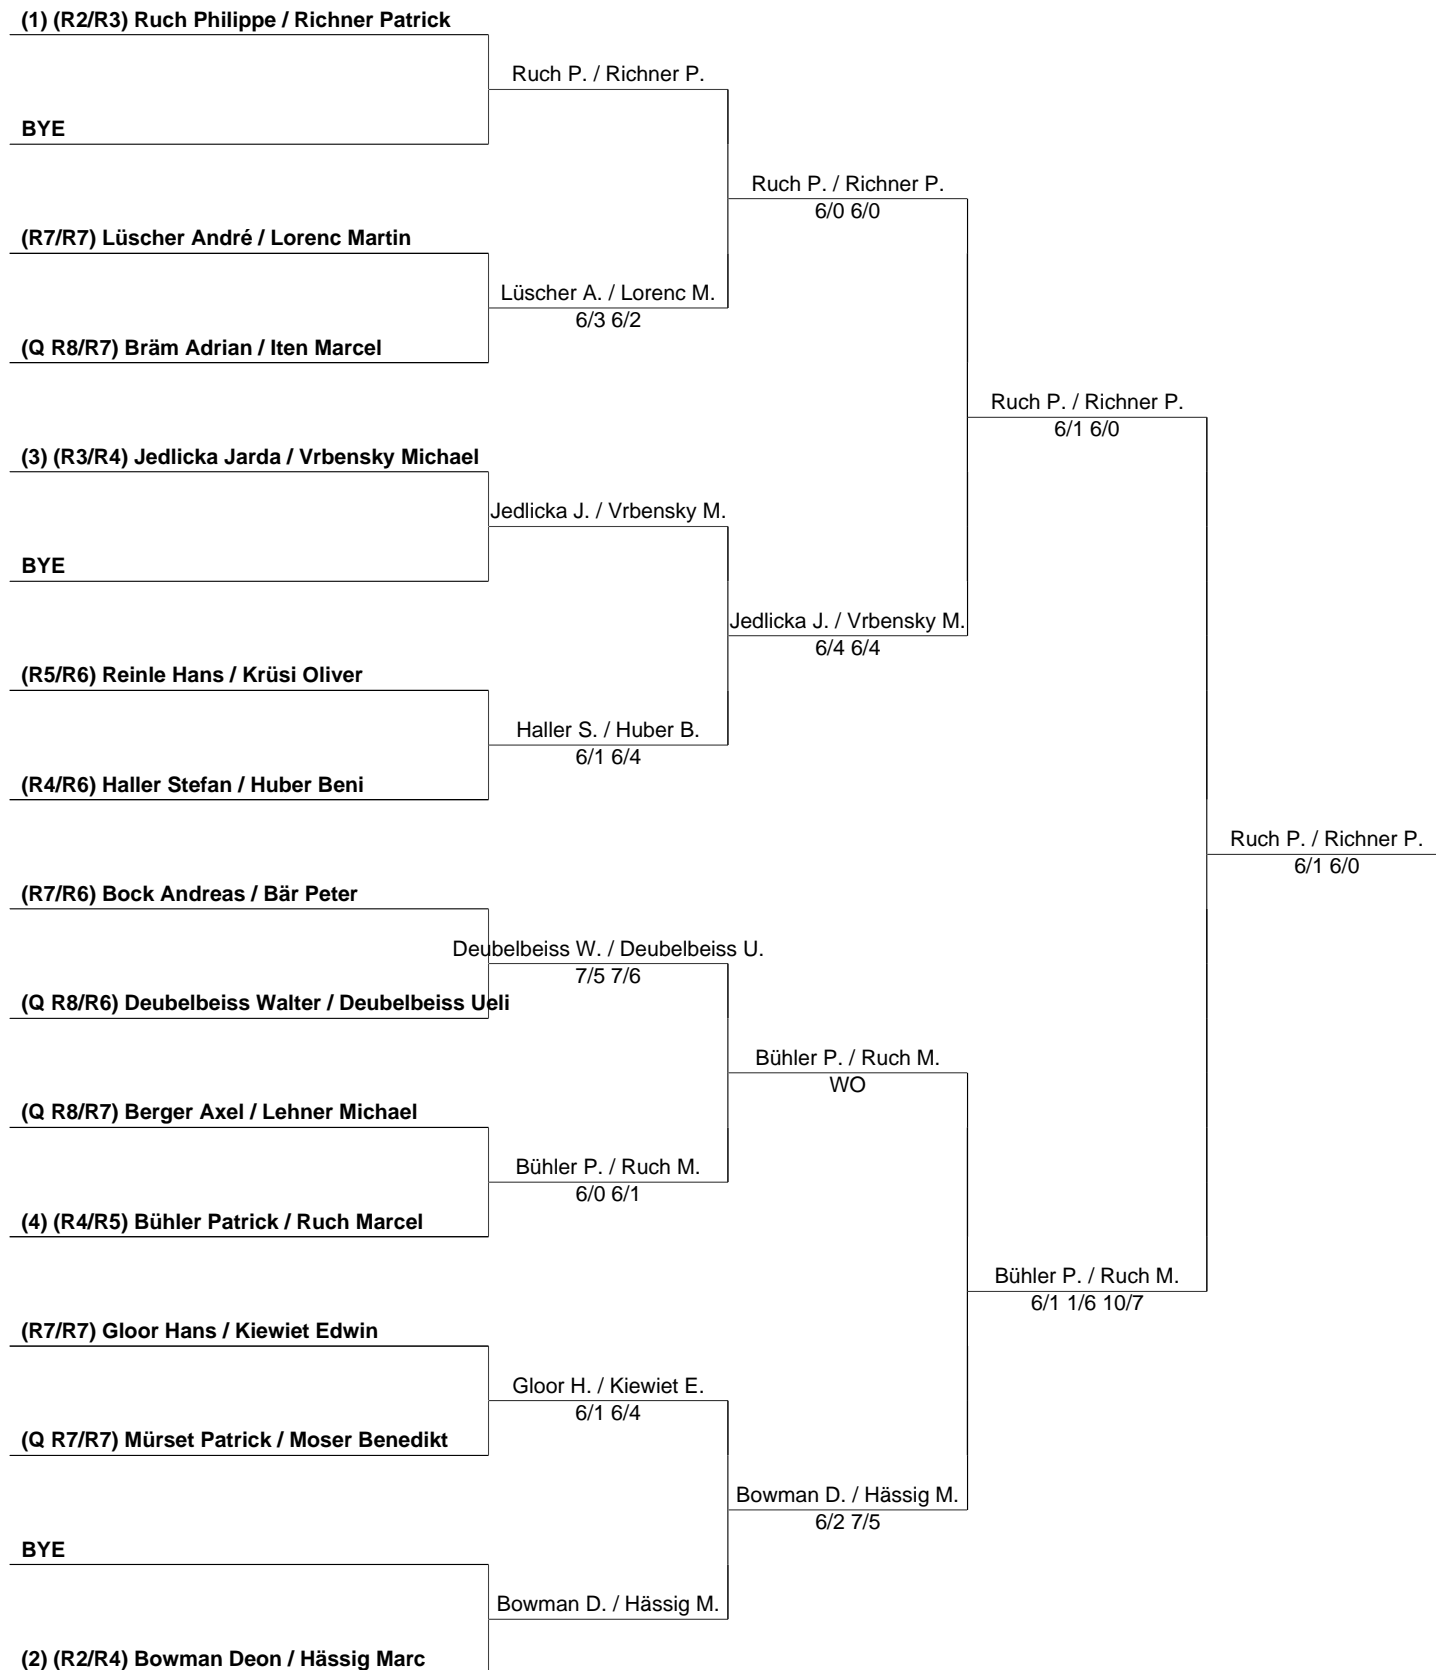 (1) (R2/R3) Ruch Philippe / Richner Patrick
Ruch P. / Richner P.
BYE
Ruch P. / Richner P.
6/0 6/0
(R7/R7) Lüscher André / Lorenc Martin
Lüscher A. / Lorenc M.
6/3 6/2
(Q R8/R7) Bräm Adrian / Iten Marcel
Ruch P. / Richner P.
6/1 6/0
(3) (R3/R4) Jedlicka Jarda / Vrbensky Michael
Jedlicka J. / Vrbensky M.
BYE
Jedlicka J. / Vrbensky M.
6/4 6/4
(R5/R6) Reinle Hans / Krüsi Oliver
Haller S. / Huber B.
6/1 6/4
(R4/R6) Haller Stefan / Huber Beni
Ruch P. / Richner P.
6/1 6/0
(R7/R6) Bock Andreas / Bär Peter
Deubelbeiss W. / Deubelbeiss U.
7/5 7/6
(Q R8/R6) Deubelbeiss Walter / Deubelbeiss Ueli
Bühler P. / Ruch M.
WO
(Q R8/R7) Berger Axel / Lehner Michael
Bühler P. / Ruch M.
6/0 6/1
(4) (R4/R5) Bühler Patrick / Ruch Marcel
Bühler P. / Ruch M.
6/1 1/6 10/7
(R7/R7) Gloor Hans / Kiewiet Edwin
Gloor H. / Kiewiet E.
6/1 6/4
(Q R7/R7) Mürset Patrick / Moser Benedikt
Bowman D. / Hässig M.
6/2 7/5
BYE
Bowman D. / Hässig M.
(2) (R2/R4) Bowman Deon / Hässig Marc